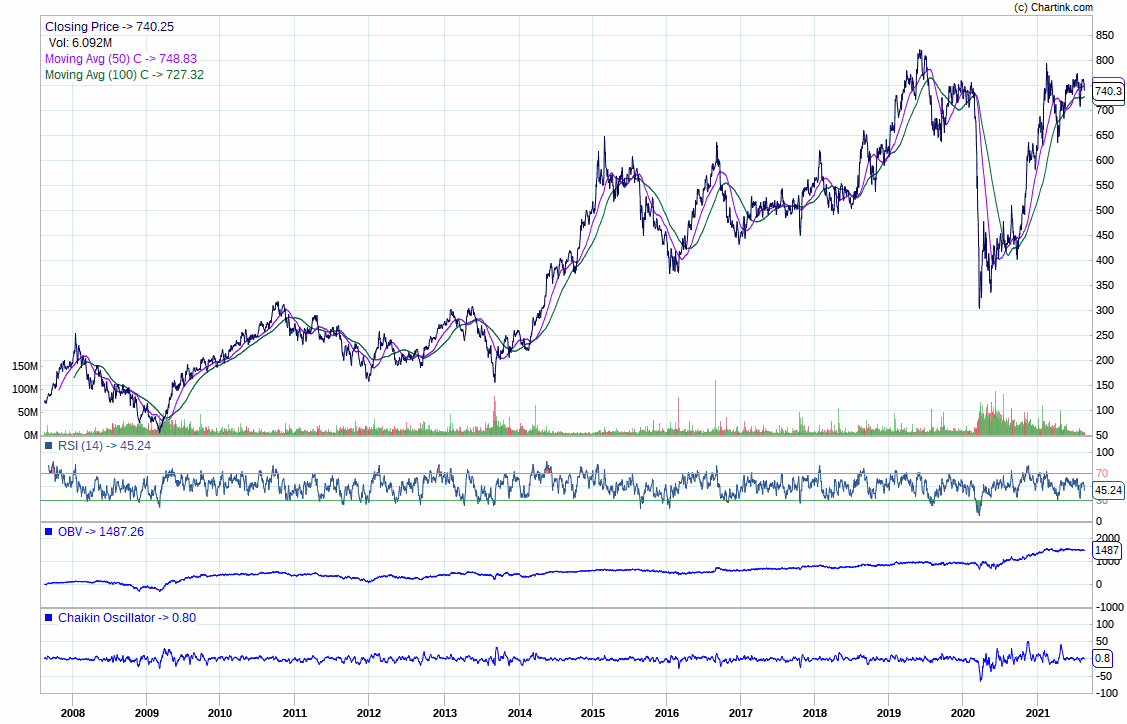 (c) Chartink.com
Closing Price -> 740.25
Vol: 6.092M
Moving Avg (50) C -> 748.83
Moving Avg (100) C -> 727.32
850
800
740.3
700
650
600
550
500
450
400
350
300
250
200
150
100
50
150M
100M
50M
0M
RSI (14) -> 45.24
100
70
45.24
30
0
OBV -> 1487.26
2000
1487
1000
0
-1000
Chaikin Oscillator -> 0.80
100
50
0.8
-50
-100
2008 2009 2010 2011 2012 2013 2014 2015 2016 2017 2018 2019 2020 2021